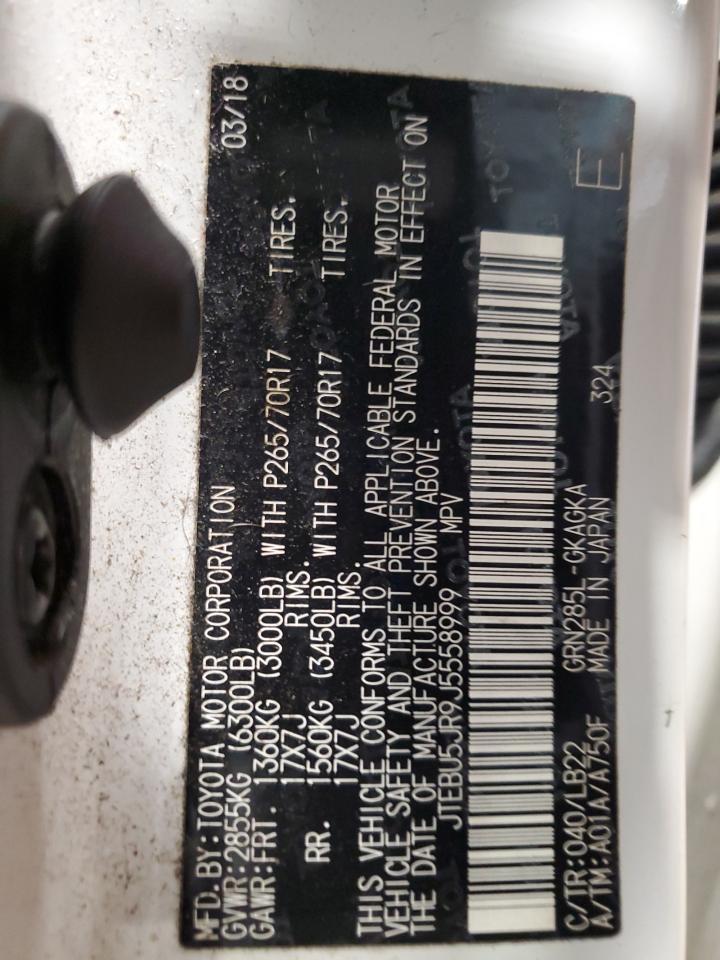 MFD. BY: TOYOTA MOTOR CORPORATION 03/18
GVWR: 2855KG (6300LB)
GAWR: FRT. 1360KG (3000LB) WITH P265/70R17 TIRES.
17X7J RIMS.
RR. 1560KG (3450LB) WITH P265/70R17 TIRES.
17X7J RIMS.
THIS VEHICLE CONFORMS TO ALL APPLICABLE FEDERAL MOTOR
VEHICLE SAFETY AND THEFT PREVENTION STANDARDS IN EFFECT ON
THE DATE OF MANUFACTURE SHOWN ABOVE.
JTEBU5JR9J5558999 MPV
C/TR: 040/LB22 GRN285L-GKAGKA 324 E
A/TM: A01A/A750F MADE IN JAPAN